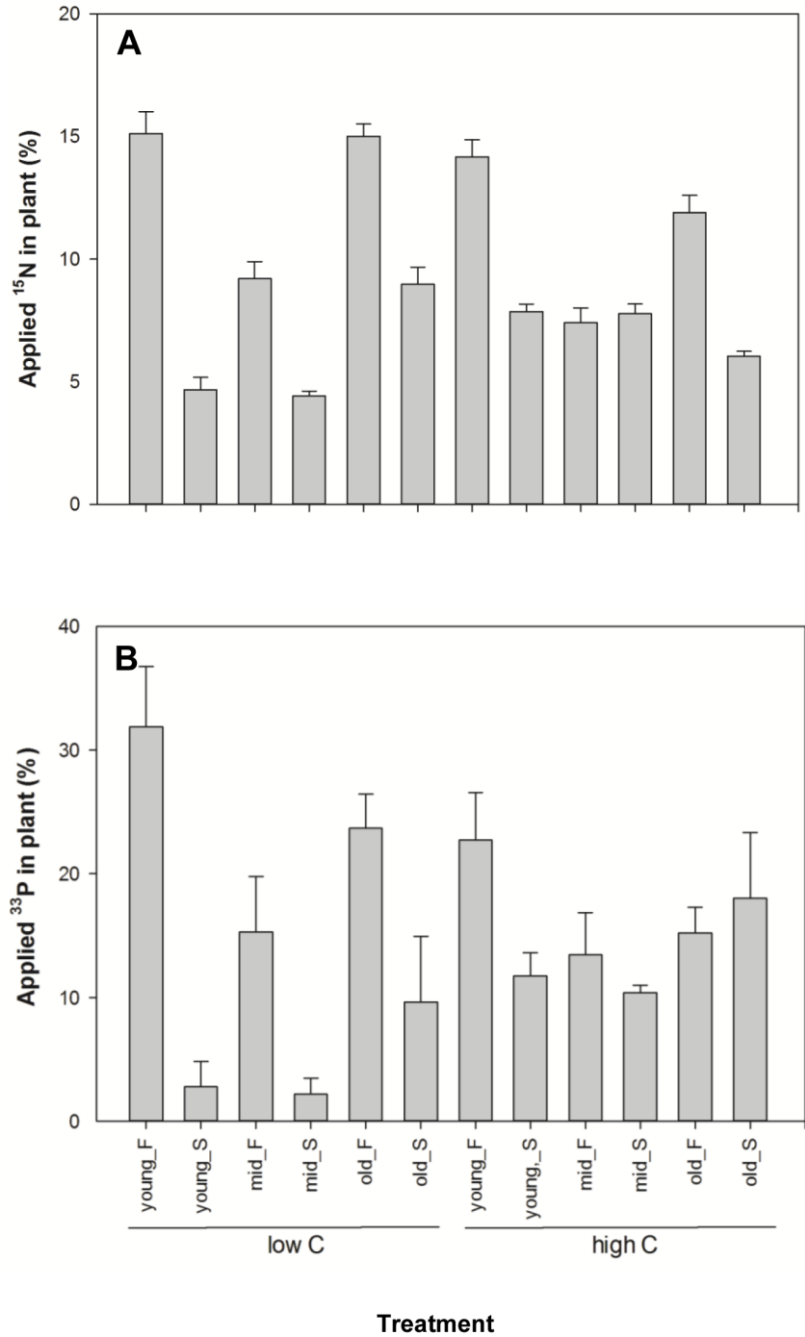 A
Applied ¹⁵N in plant (%)
20
15
10
5
0
B
Applied ³³P in plant (%)
40
30
20
10
0
young_F
young_S
mid_F
mid_S
old_F
old_S
young_F
young,_S
mid_F
mid_S
old_F
old_S
low C
high C
Treatment